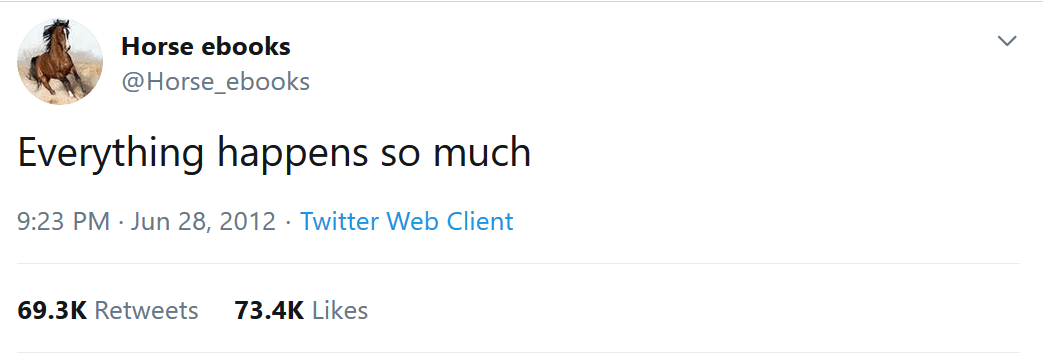 Horse ebooks
@Horse_ebooks
Everything happens so much
9:23 PM · Jun 28, 2012 · Twitter Web Client
69.3K Retweets 73.4K Likes